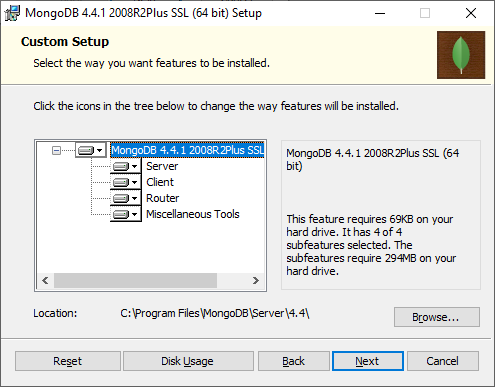 MongoDB 4.4.1 2008R2Plus SSL (64 bit) Setup
Custom Setup
Select the way you want features to be installed.
Click the icons in the tree below to change the way features will be installed.
MongoDB 4.4.1 2008R2Plus SSL
Server
Client
Router
Miscellaneous Tools
MongoDB 4.4.1 2008R2Plus SSL (64
bit)
This feature requires 69KB on your
hard drive. It has 4 of 4
subfeatures selected. The
subfeatures require 294MB on your
hard drive.
Location: C:\Program Files\MongoDB\Server\4.4\
Browse...
Reset Disk Usage Back Next Cancel